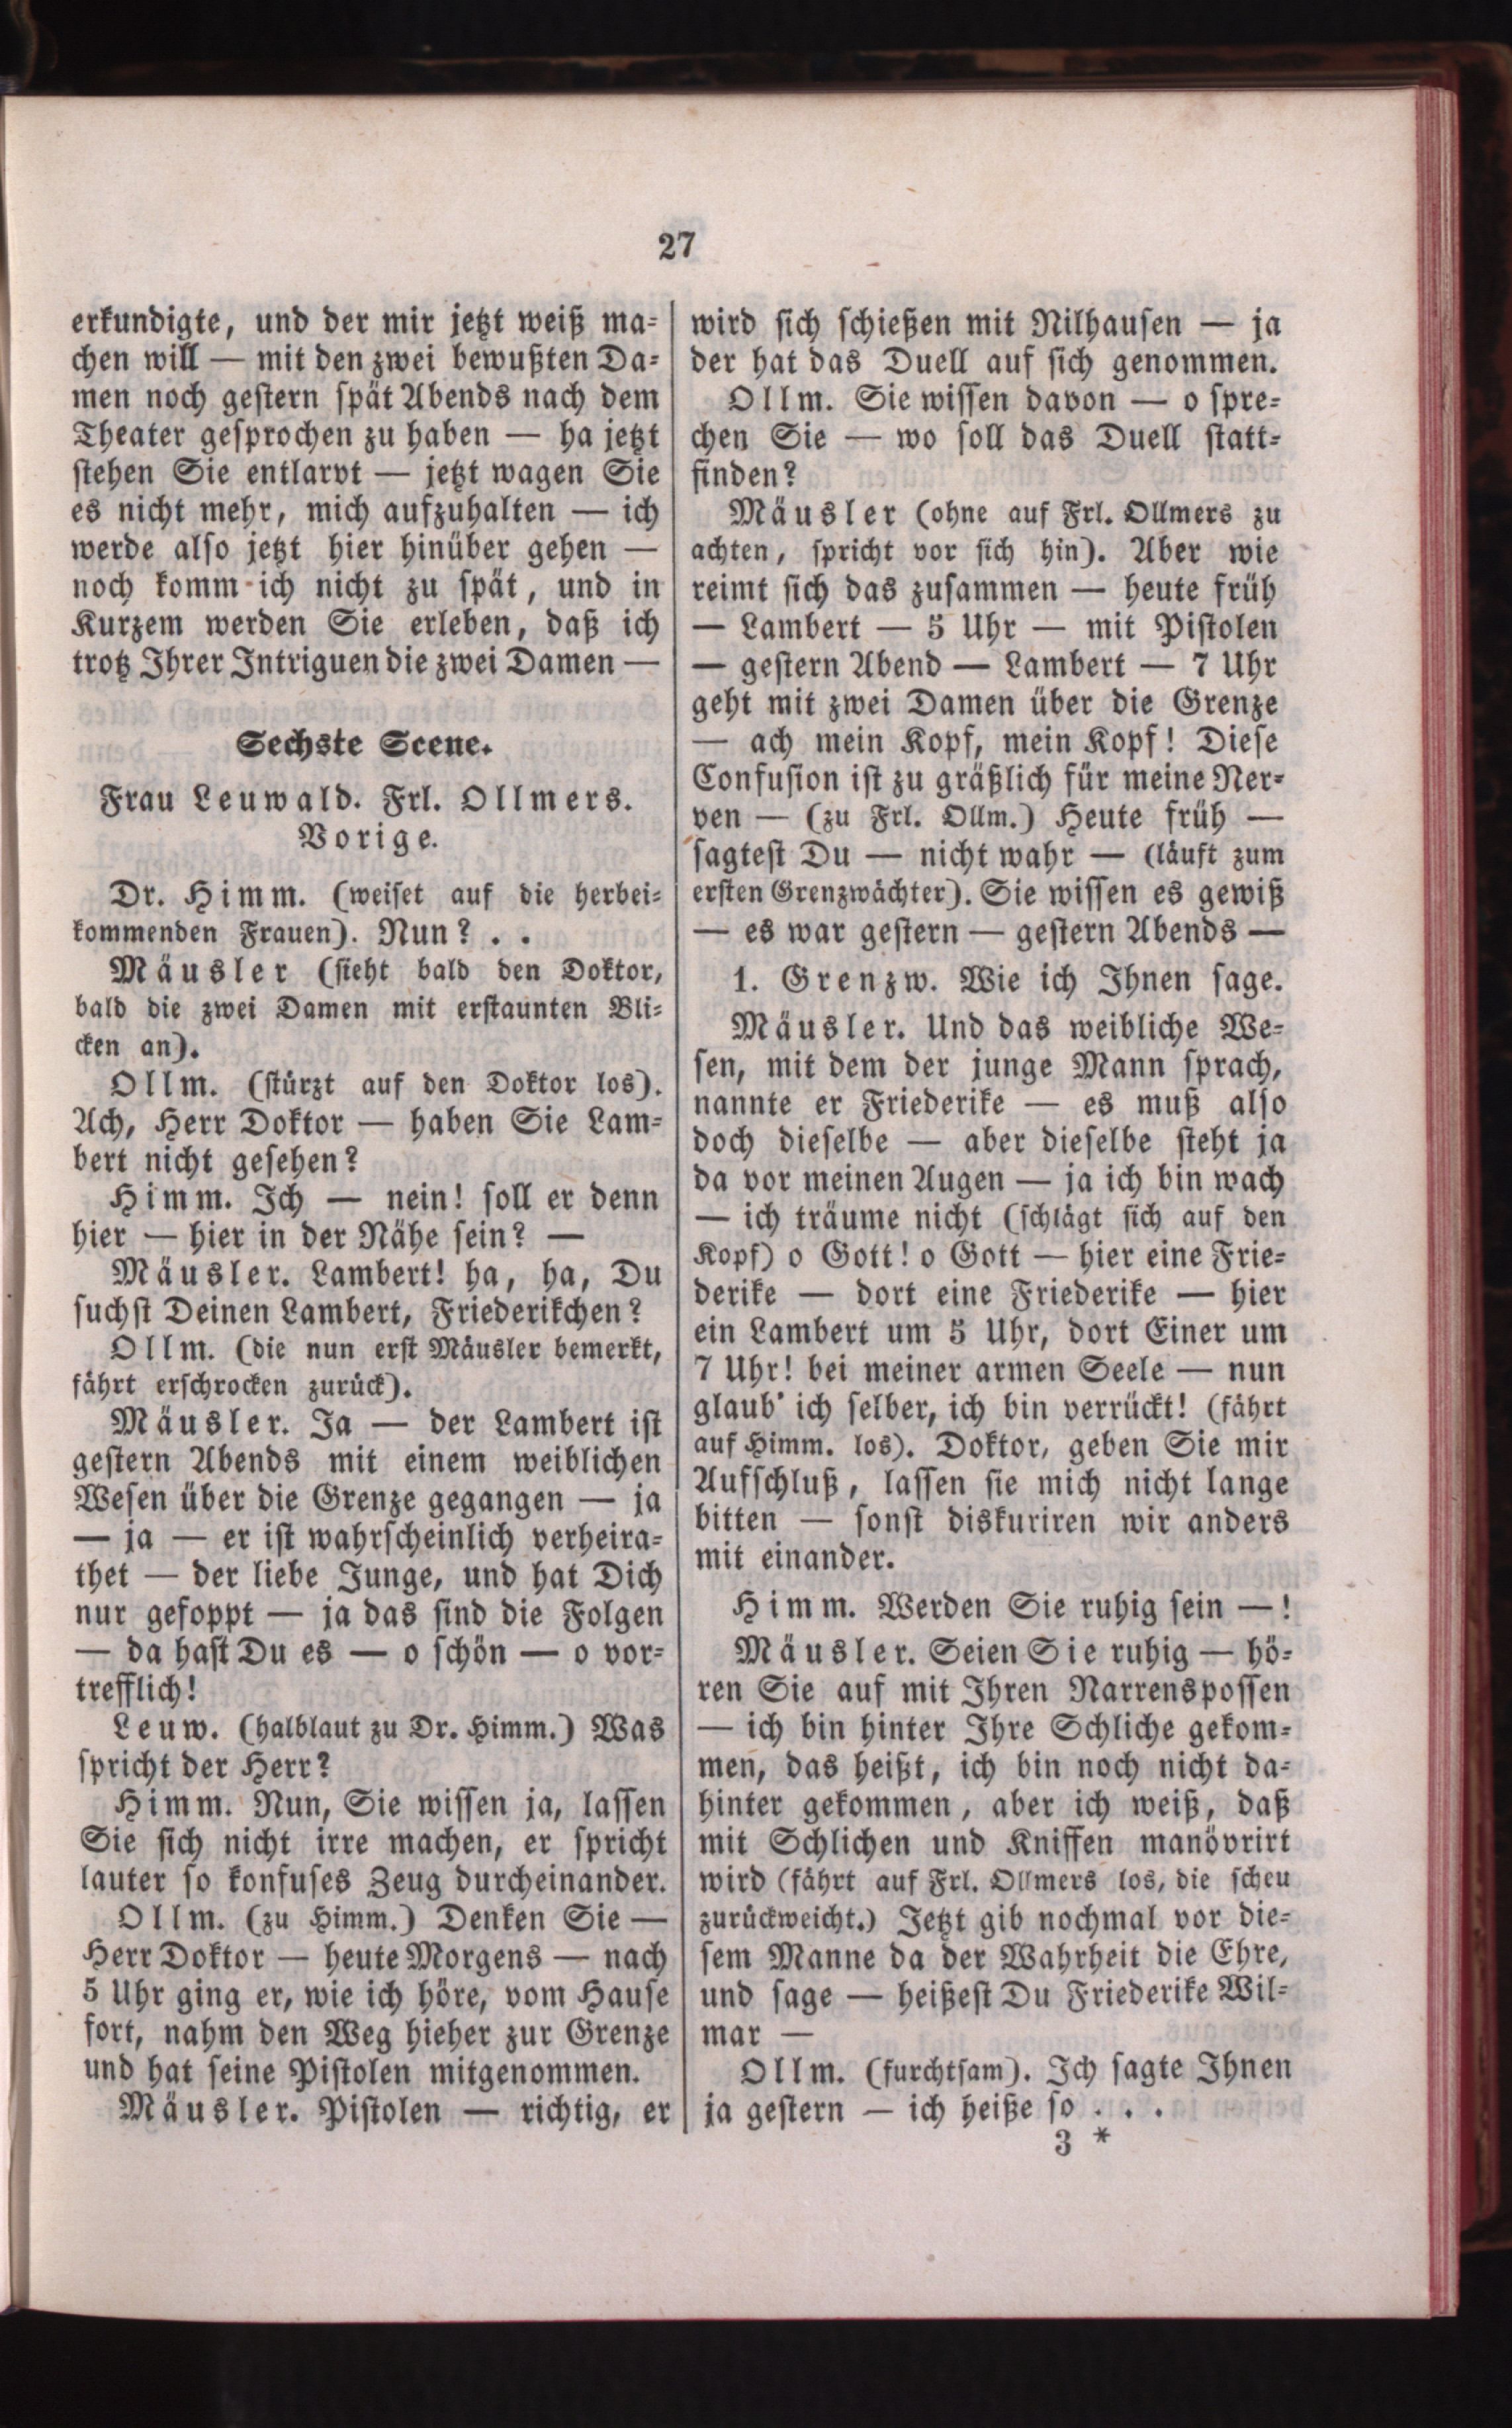 27
erkundigte, und der mir jetzt weiß ma-
chen will — mit den zwei bewußten Da-
men noch gestern spät Abends nach dem
Theater gesprochen zu haben — ha jetzt
stehen Sie entlarvt — jetzt wagen Sie
es nicht mehr, mich aufzuhalten — ich
werde also jetzt hier hinüber gehen —
noch komm ich nicht zu spät, und in
Kurzem werden Sie erleben, daß ich
trotz Ihrer Intriguen die zwei Damen —
Sechste Scene.
Frau Leuwald. Frl. Ollmers.
Vorige.
Dr. Himm. (weiset auf die herbei-
kommenden Frauen). Nun? . .
Mäusler (sieht bald den Doktor,
bald die zwei Damen mit erstaunten Bli-
cken an).
Ollm. (stürzt auf den Doktor los).
Ach, Herr Doktor — haben Sie Lam-
bert nicht gesehen?
Himm. Ich — nein! soll er denn
hier — hier in der Nähe sein? —
Mäusler. Lambert! ha, ha, Du
suchst Deinen Lambert, Friederikchen?
Ollm. (die nun erst Mäusler bemerkt,
fährt erschrocken zurück).
Mäusler. Ja — der Lambert ist
gestern Abends mit einem weiblichen
Wesen über die Grenze gegangen — ja
— ja — er ist wahrscheinlich verheira-
thet — der liebe Junge, und hat Dich
nur gefoppt — ja das sind die Folgen
— da hast Du es — o schön — o vor-
trefflich!
Leuw. (halblaut zu Dr. Himm.) Was
spricht der Herr?
Himm. Nun, Sie wissen ja, lassen
Sie sich nicht irre machen, er spricht
lauter so konfuses Zeug durcheinander.
Ollm. (zu Himm.) Denken Sie —
Herr Doktor — heute Morgens — nach
5 Uhr ging er, wie ich höre, vom Hause
fort, nahm den Weg hieher zur Grenze
und hat seine Pistolen mitgenommen.
Mäusler. Pistolen — richtig, er
wird sich schießen mit Nilhausen — ja
der hat das Duell auf sich genommen.
Ollm. Sie wissen davon — o spre-
chen Sie — wo soll das Duell statt-
finden?
Mäusler (ohne auf Frl. Ollmers zu
achten, spricht vor sich hin). Aber wie
reimt sich das zusammen — heute früh
— Lambert — 5 Uhr — mit Pistolen
— gestern Abend — Lambert — 7 Uhr
geht mit zwei Damen über die Grenze
— ach mein Kopf, mein Kopf! Diese
Confusion ist zu gräßlich für meine Ner-
ven — (zu Frl. Ollm.) Heute früh —
sagtest Du — nicht wahr — (läuft zum
ersten Grenzwächter). Sie wissen es gewiß
— es war gestern — gestern Abends —
1. Grenzw. Wie ich Ihnen sage.
Mäusler. Und das weibliche We-
sen, mit dem der junge Mann sprach,
nannte er Friederike — es muß also
doch dieselbe — aber dieselbe steht ja
da vor meinen Augen — ja ich bin wach
— ich träume nicht (schlägt sich auf den
Kopf) o Gott! o Gott — hier eine Frie-
derike — dort eine Friederike — hier
ein Lambert um 5 Uhr, dort Einer um
7 Uhr! bei meiner armen Seele — nun
glaub' ich selber, ich bin verrückt! (fährt
auf Himm. los). Doktor, geben Sie mir
Aufschluß, lassen sie mich nicht lange
bitten — sonst diskuriren wir anders
mit einander.
Himm. Werden Sie ruhig sein —!
Mäusler. Seien Sie ruhig — hö-
ren Sie auf mit Ihren Narrenspossen
— ich bin hinter Ihre Schliche gekom-
men, das heißt, ich bin noch nicht da-
hinter gekommen, aber ich weiß, daß
mit Schlichen und Kniffen manövrirt
wird (fährt auf Frl. Ollmers los, die scheu
zurückweicht.) Jetzt gib nochmal vor die-
sem Manne da der Wahrheit die Ehre,
und sage — heißest Du Friederike Wil-
mar —
Ollm. (furchtsam). Ich sagte Ihnen
ja gestern — ich heiße so . . .
3 *